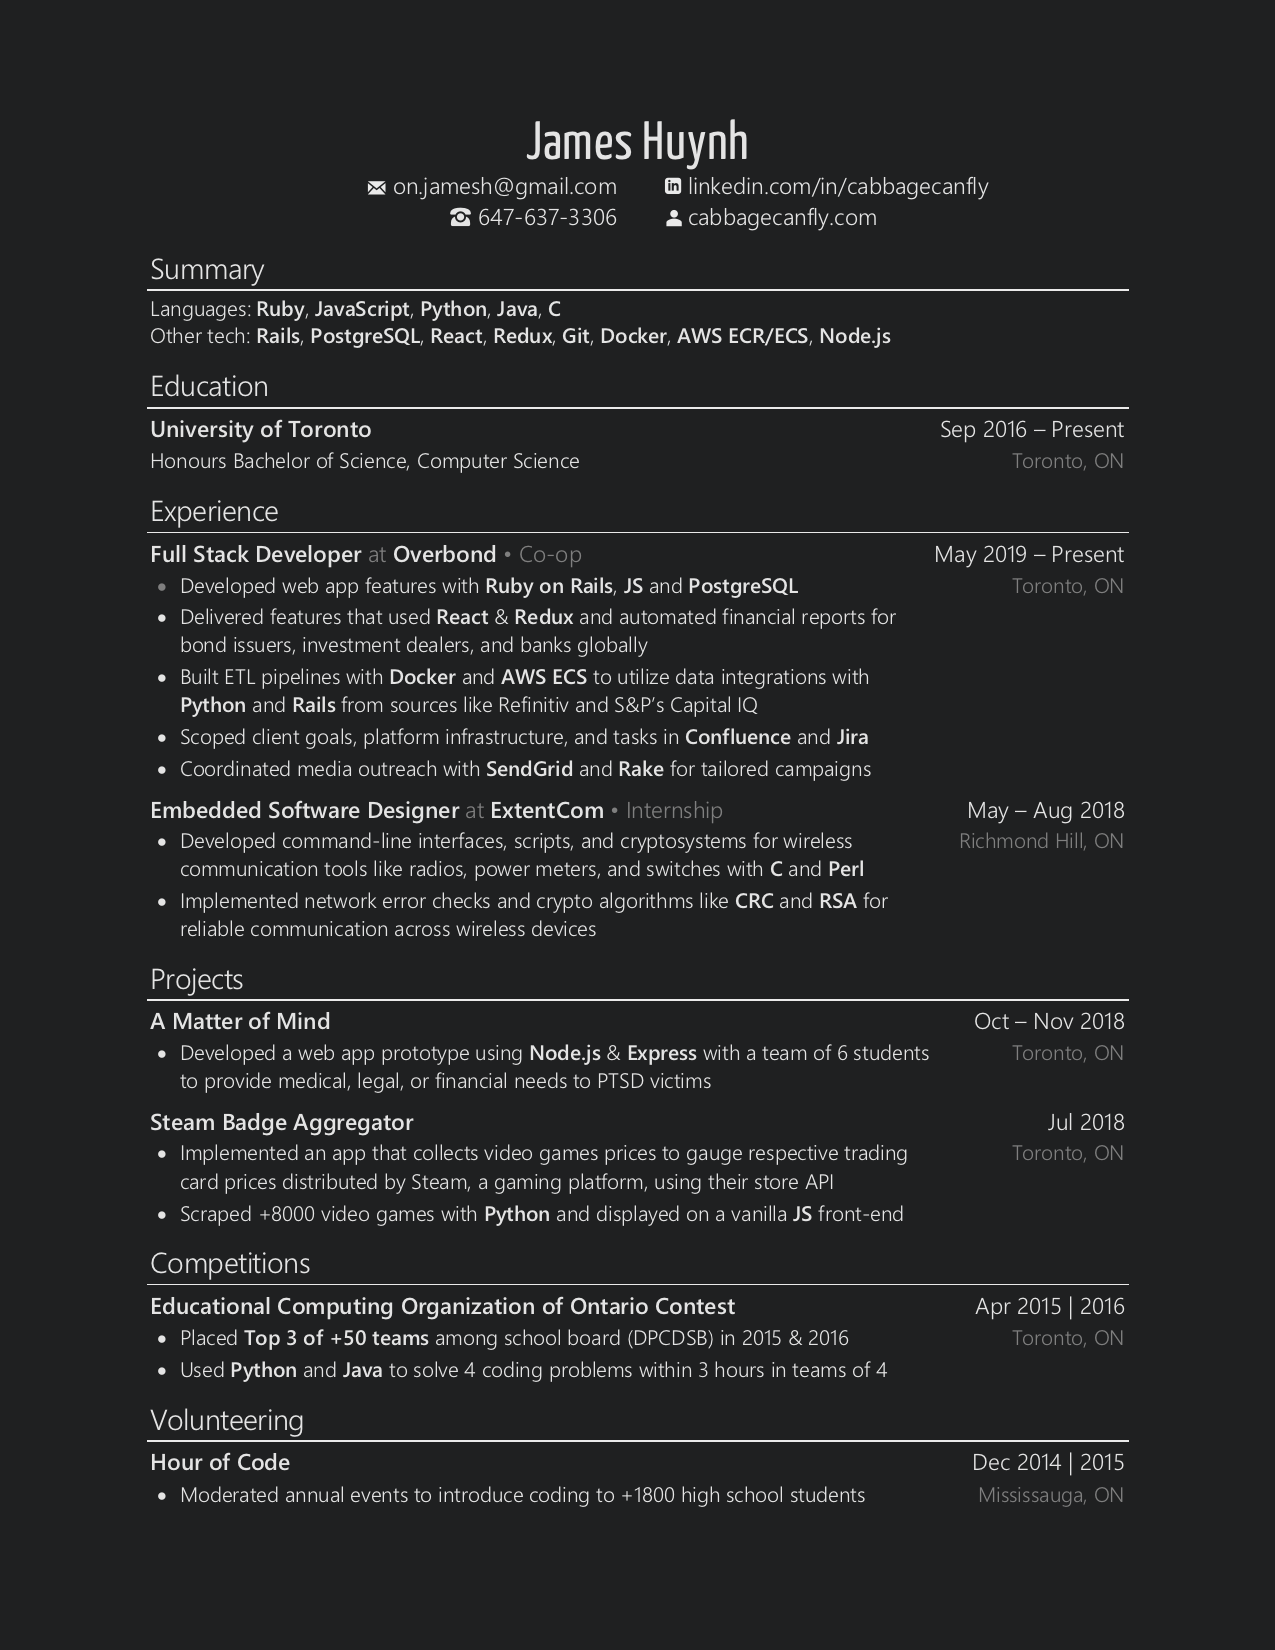 James Huynh
on.jamesh@gmail.com linkedin.com/in/cabbagecanfly
647-637-3306 cabbagecanfly.com
Summary
Languages: Ruby, JavaScript, Python, Java, C
Other tech: Rails, PostgreSQL, React, Redux, Git, Docker, AWS ECR/ECS, Node.js
Education
University of Toronto Sep 2016 – Present
Honours Bachelor of Science, Computer Science Toronto, ON
Experience
Full Stack Developer at Overbond • Co-op May 2019 – Present
• Developed web app features with Ruby on Rails, JS and PostgreSQL Toronto, ON
• Delivered features that used React & Redux and automated financial reports for
bond issuers, investment dealers, and banks globally
• Built ETL pipelines with Docker and AWS ECS to utilize data integrations with
Python and Rails from sources like Refinitiv and S&P's Capital IQ
• Scoped client goals, platform infrastructure, and tasks in Confluence and Jira
• Coordinated media outreach with SendGrid and Rake for tailored campaigns
Embedded Software Designer at ExtentCom • Internship May – Aug 2018
• Developed command-line interfaces, scripts, and cryptosystems for wireless Richmond Hill, ON
communication tools like radios, power meters, and switches with C and Perl
• Implemented network error checks and crypto algorithms like CRC and RSA for
reliable communication across wireless devices
Projects
A Matter of Mind Oct – Nov 2018
• Developed a web app prototype using Node.js & Express with a team of 6 students Toronto, ON
to provide medical, legal, or financial needs to PTSD victims
Steam Badge Aggregator Jul 2018
• Implemented an app that collects video games prices to gauge respective trading Toronto, ON
card prices distributed by Steam, a gaming platform, using their store API
• Scraped +8000 video games with Python and displayed on a vanilla JS front-end
Competitions
Educational Computing Organization of Ontario Contest Apr 2015 | 2016
• Placed Top 3 of +50 teams among school board (DPCDSB) in 2015 & 2016 Toronto, ON
• Used Python and Java to solve 4 coding problems within 3 hours in teams of 4
Volunteering
Hour of Code Dec 2014 | 2015
• Moderated annual events to introduce coding to +1800 high school students Mississauga, ON